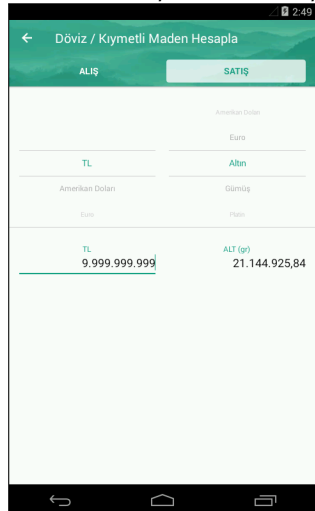 2:49
Döviz / Kıymetli Maden Hesapla
ALIŞ SATIŞ
Amerikan Doları
Euro
TL Altın
Amerikan Doları Gümüş
Euro Platin
TL ALT (gr)
9.999.999.999 21.144.925,84